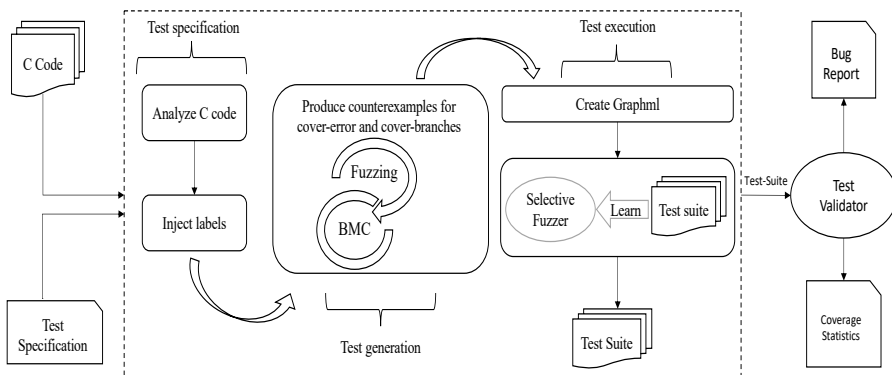 C Code
Test
Specification
Test specification
Analyze C code
Inject labels
Produce counterexamples for
cover-error and cover-branches
Fuzzing
BMC
Test generation
Test execution
Create Graphml
Selective
Fuzzer
Learn
Test suite
Test Suite
Test-Suite
Bug
Report
Test
Validator
Coverage
Statistics